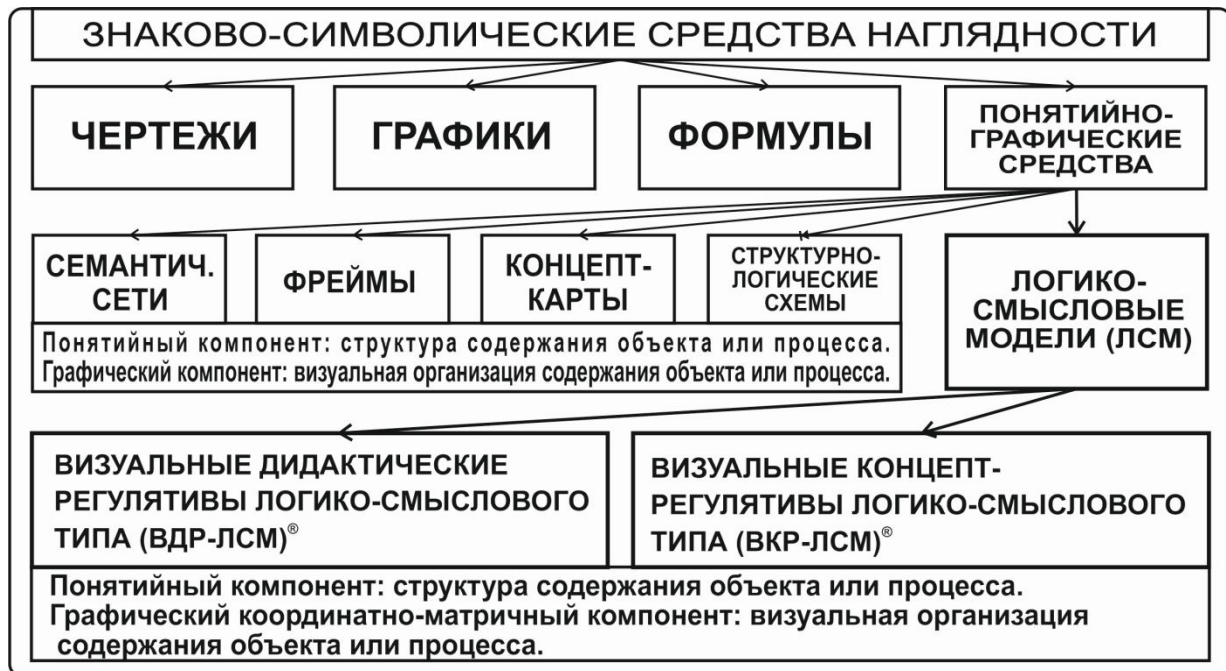 ЗНАКОВО-СИМВОЛИЧЕСКИЕ СРЕДСТВА НАГЛЯДНОСТИ
ЧЕРТЕЖИ
ГРАФИКИ
ФОРМУЛЫ
ПОНЯТИЙНО-
ГРАФИЧЕСКИЕ
СРЕДСТВА
СЕМАНТИЧ.
СЕТИ
ФРЕЙМЫ
КОНЦЕПТ-
КАРТЫ
СТРУКТУРНО-
ЛОГИЧЕСКИЕ
СХЕМЫ
ЛОГИКО-
СМЫСЛОВЫЕ
МОДЕЛИ (ЛСМ)
Понятийный компонент: структура содержания объекта или процесса.
Графический компонент: визуальная организация содержания объекта или процесса.
ВИЗУАЛЬНЫЕ ДИДАКТИЧЕСКИЕ
РЕГУЛЯТИВЫ ЛОГИКО-СМЫСЛОВОГО
ТИПА (ВДР-ЛСМ)®
ВИЗУАЛЬНЫЕ КОНЦЕПТ-
РЕГУЛЯТИВЫ ЛОГИКО-СМЫСЛОВОГО
ТИПА (ВКР-ЛСМ)®
Понятийный компонент: структура содержания объекта или процесса.
Графический координатно-матричный компонент: визуальная организация
содержания объекта или процесса.